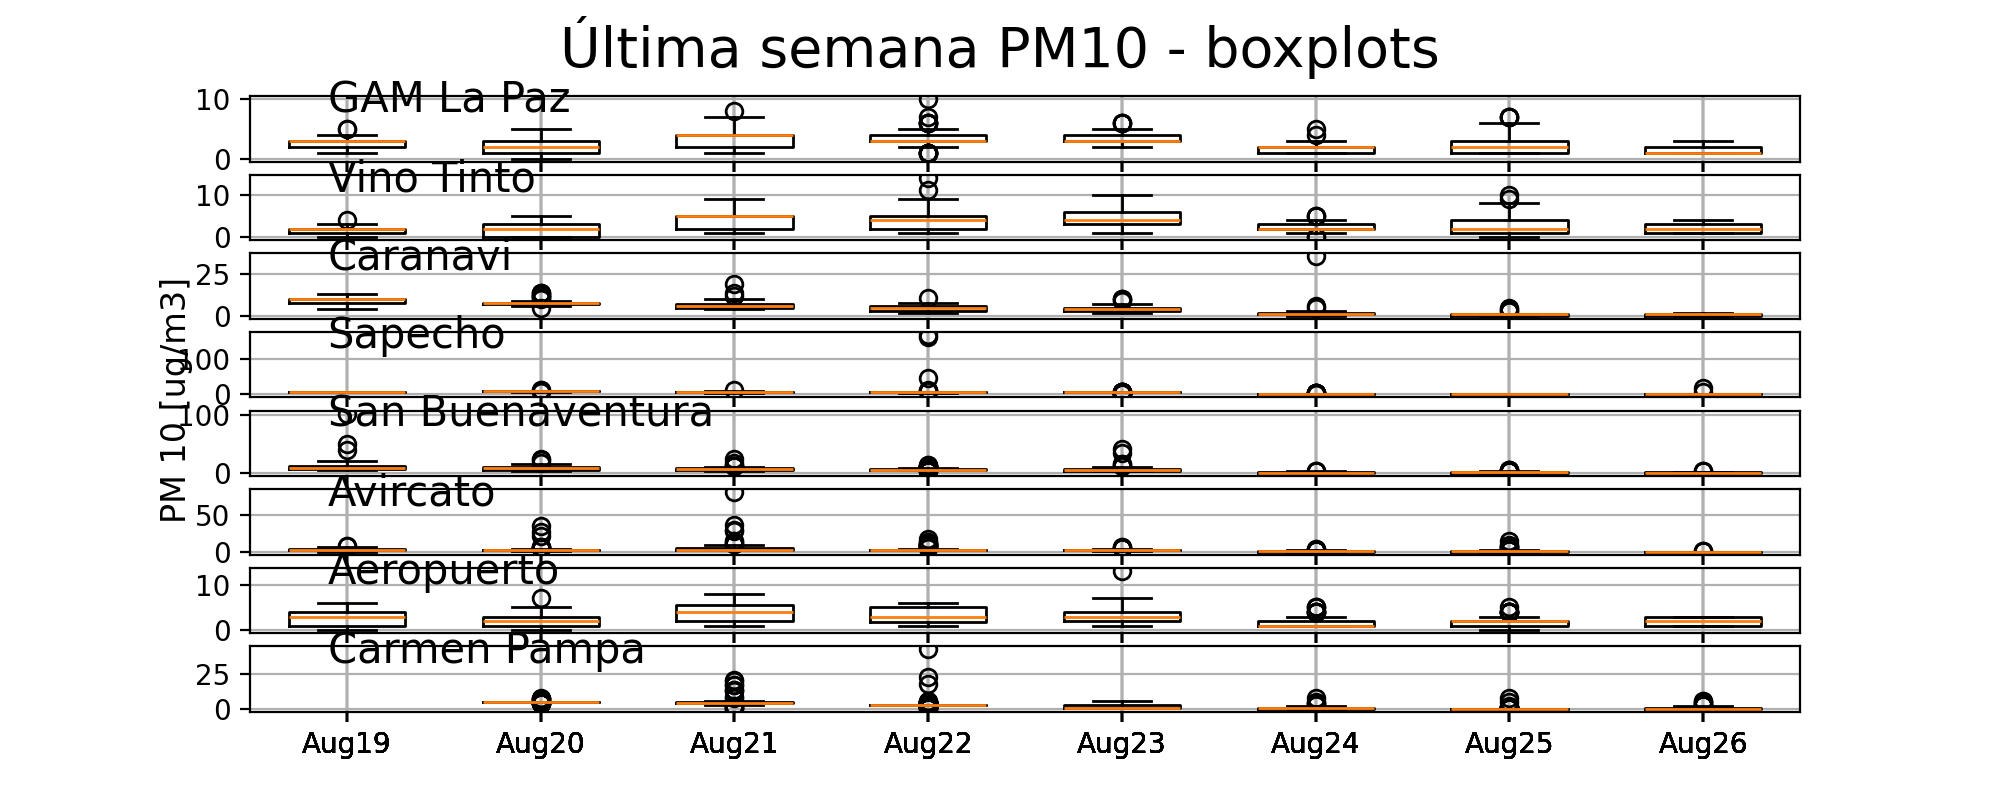 Última semana PM10 - boxplots
PM 10 [ug/m3]
GAM La Paz
10
0
Vino Tinto
10
0
Caranavi
25
0
Sapecho
100
0
San Buenaventura
100
0
Avircato
50
0
Aeropuerto
10
0
Carmen Pampa
25
0
Aug19 Aug20 Aug21 Aug22 Aug23 Aug24 Aug25 Aug26